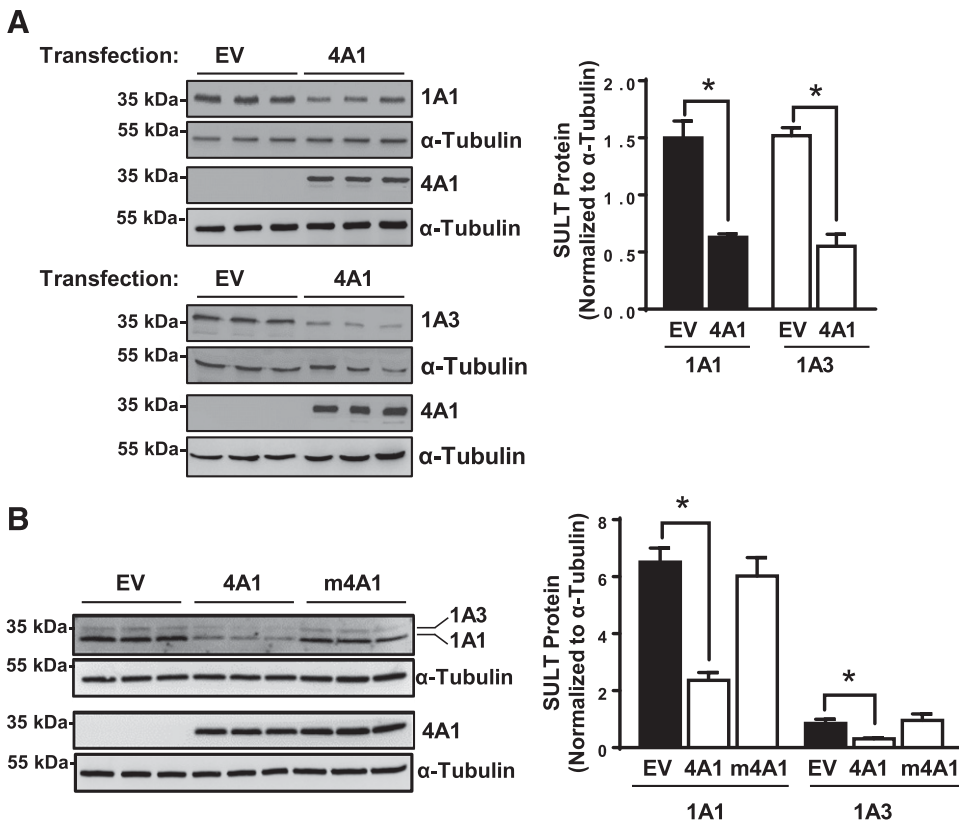 A
Transfection: EV 4A1
35 kDa 1A1
55 kDa α-Tubulin
35 kDa 4A1
55 kDa α-Tubulin
Transfection: EV 4A1
35 kDa 1A3
55 kDa α-Tubulin
35 kDa 4A1
55 kDa α-Tubulin
SULT Protein
(Normalized to α-Tubulin)
2.0
1.5
1.0
0.5
0.0
* *
EV 4A1 EV 4A1
1A1 1A3
B
EV 4A1 m4A1
35 kDa 1A3
1A1
55 kDa α-Tubulin
35 kDa 4A1
55 kDa α-Tubulin
SULT Protein
(Normalized to α-Tubulin)
8
6
4
2
0
* *
EV 4A1 m4A1 EV 4A1 m4A1
1A1 1A3